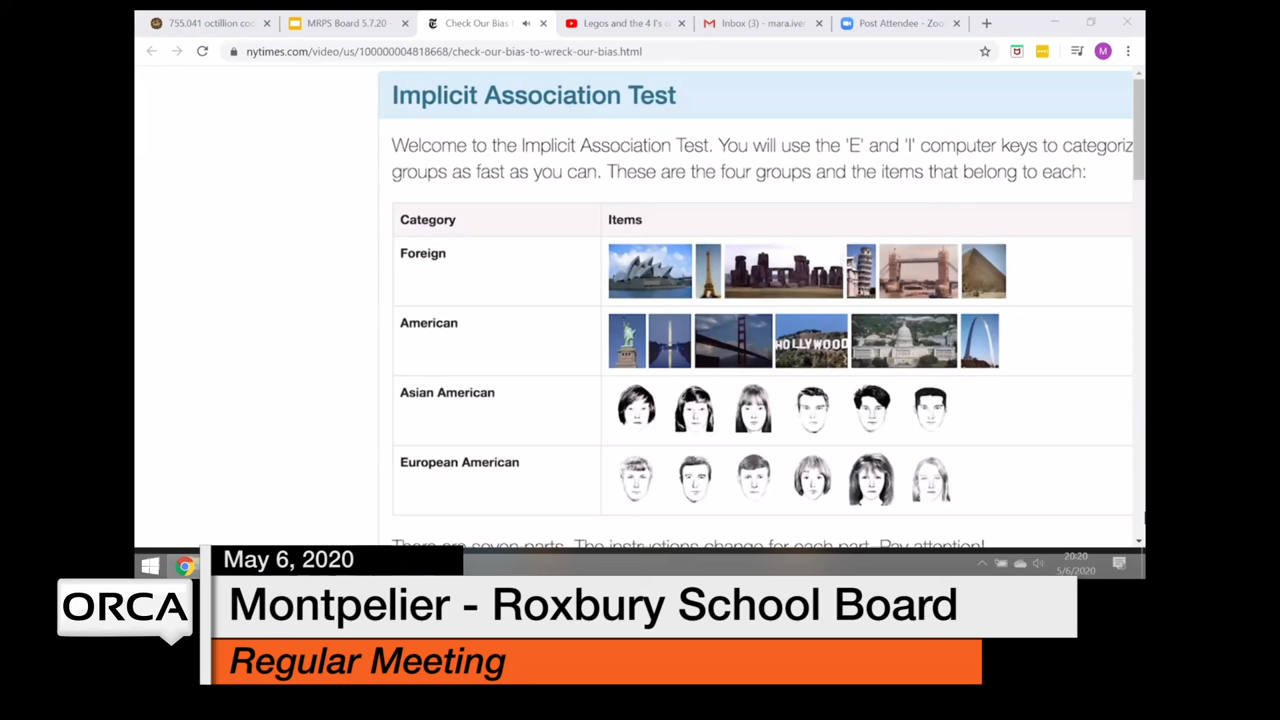 755.041 octillion coc
MRPS Board 5.7.20 -
Check Our Bias
Legos and the 4 I's o
Inbox (3) - mara.iver
Post Attendee - Zoo
nytimes.com/video/us/100000004818668/check-our-bias-to-wreck-our-bias.html
M
Implicit Association Test
Welcome to the Implicit Association Test. You will use the 'E' and 'I' computer keys to categoriz
groups as fast as you can. These are the four groups and the items that belong to each:
Category Items
Foreign
American
HOLLYWOOD
Asian American
European American
There are seven parts. The instructions change for each part. Pay attention!
20:20
5/6/2020
May 6, 2020
ORCA
Montpelier - Roxbury School Board
Regular Meeting